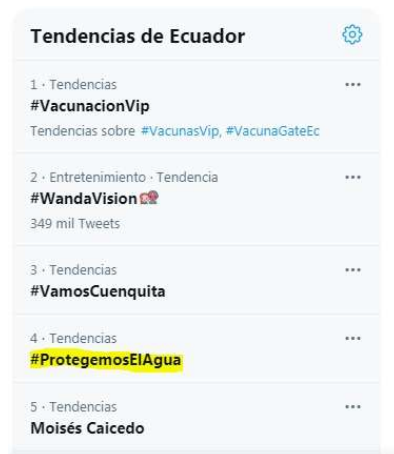 Tendencias de Ecuador
1 · Tendencias
#VacunacionVip
Tendencias sobre #VacunasVip, #VacunaGateEc
2 · Entretenimiento · Tendencia
#WandaVision
349 mil Tweets
3 · Tendencias
#VamosCuenquita
4 · Tendencias
#ProtegemosElAgua
5 · Tendencias
Moisés Caicedo